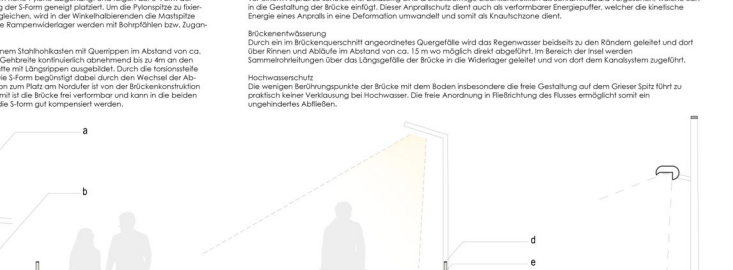 g der S-Form geneigt platziert. Um die Pylonspitze zu fixier-
gleichen, wird in der Winkelhalbierenden die Mastspitze
e Rampenwiderlager werden mit Bohrpfählen bzw. Zugan-
nem Stahlhohlkasten mit Querrippen im Abstand von ca.
Gehbreite kontinuierlich abnehmend bis zu 4m an den
tte mit Längsrippen ausgebildet. Durch die torsionssteife
ie S-Form begünstigt dabei durch den Wechsel der Ab-
on zum Platz am Nordufer ist von der Brückenkonstruktion
mit ist die Brücke frei verformbar und kann in die beiden
die S-form gut kompensiert werden.
in die Gestaltung der Brücke einfügt. Dieser Anprallschutz dient auch als verformbarer Energiepuffer, welcher die kinetische
Energie eines Anpralls in eine Deformation umwandelt und somit als Knautschzone dient.
Brückenentwässerung
Durch ein im Brückenquerschnitt angeordnetes Quergefälle wird das Regenwasser beidseits zu den Rändern geleitet und dort
über Rinnen und Abläufe im Abstand von ca. 15 m wo möglich direkt abgeführt. Im Bereich der Insel werden
Sammelrohrleitungen über das Längsgefälle der Brücke in die Widerlager geleitet und von dort dem Kanalsystem zugeführt.
Hochwasserschutz
Die wenigen Berührungspunkte der Brücke mit dem Boden insbesondere die freie Gestaltung auf dem Grieser Spitz führt zu
praktisch keiner Verklausung bei Hochwasser. Die freie Anordnung in Fließrichtung des Flusses ermöglicht somit ein
ungehindertes Abfließen.
a
b
d
e